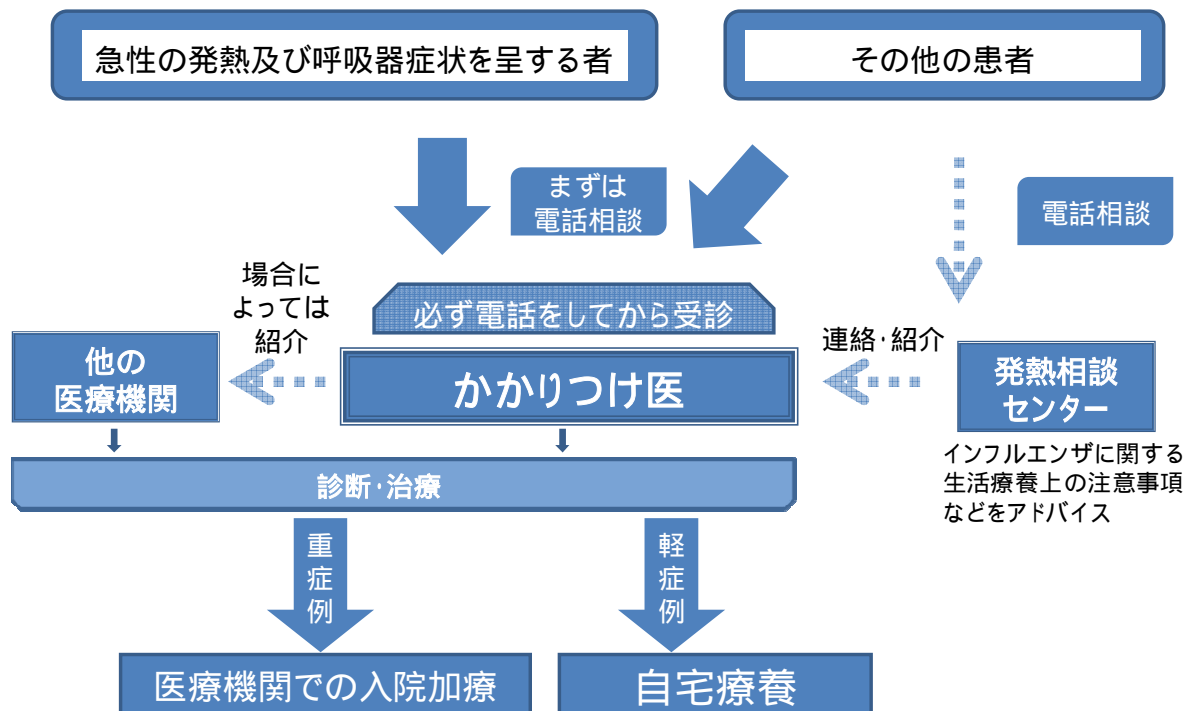 急性の発熱及び呼吸器症状を呈する者
その他の患者
まずは
電話相談
電話相談
場合に
よっては
紹介
必ず電話をしてから受診
連絡・紹介
他の
医療機関
かかりつけ医
発熱相談
センター
インフルエンザに関する
生活療養上の注意事項
などをアドバイス
診断・治療
重
症
例
軽
症
例
医療機関での入院加療
自宅療養